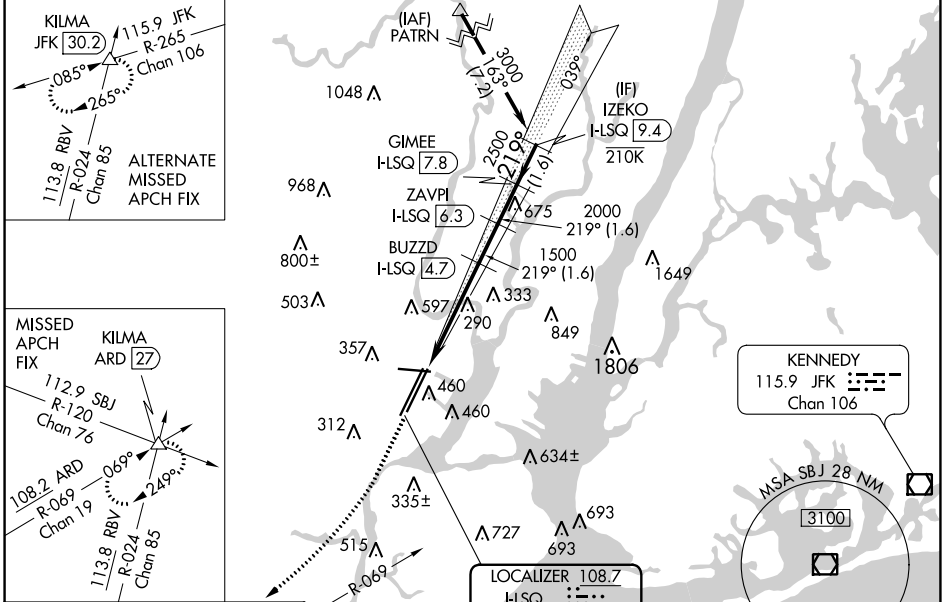 KILMA
JFK 30.2
115.9 JFK
R-265
Chan 106
085°
265°
113.8 RBV
R-024
Chan 85
ALTERNATE
MISSED
APCH FIX
MISSED
APCH
FIX
KILMA
ARD 27
112.9 SBJ
R-120
Chan 76
108.2 ARD
R-069
Chan 19
069°
249°
113.8 RBV
R-024
Chan 85
(IAF)
PATRN
3000
163°
(7.2)
039°
(IF)
IZEKO
I-LSQ 9.4
210K
1048
GIMEE
I-LSQ 7.8
2500
219°
(1.6)
968
ZAVPI
I-LSQ 6.3
675
2000
219° (1.6)
800±
BUZZD
I-LSQ 4.7
1500
219° (1.6)
1649
503
597
333
290
849
357
1806
460
460
312
634±
335±
727
693
693
515
R-069
KENNEDY
115.9 JFK
Chan 106
MSA SBJ 28 NM
3100
LOCALIZER 108.7
I-LSQ